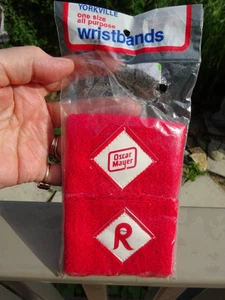 YORKVILLE
one size
all purpose
wristbands
Oscar
Mayer
R